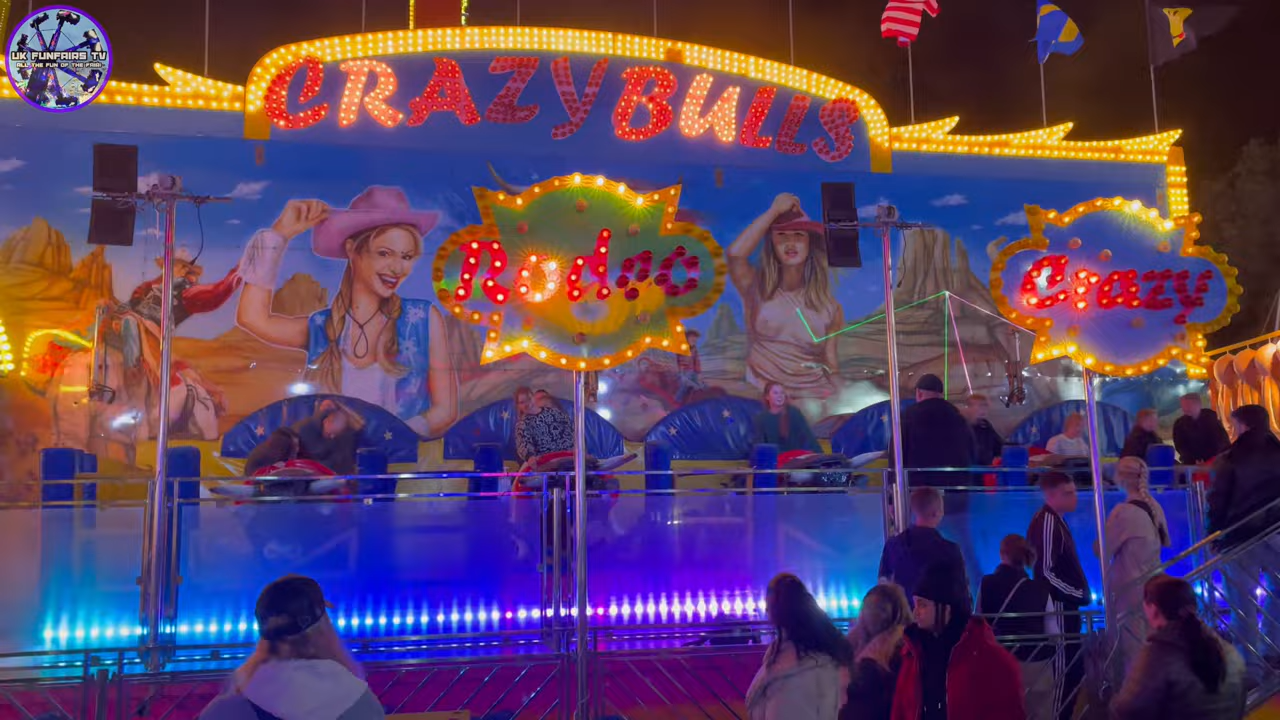 UK FUNFAIRS TV
ALL THE FUN OF THE FAIR!
CRAZY BULLS
Rodeo
Crazy